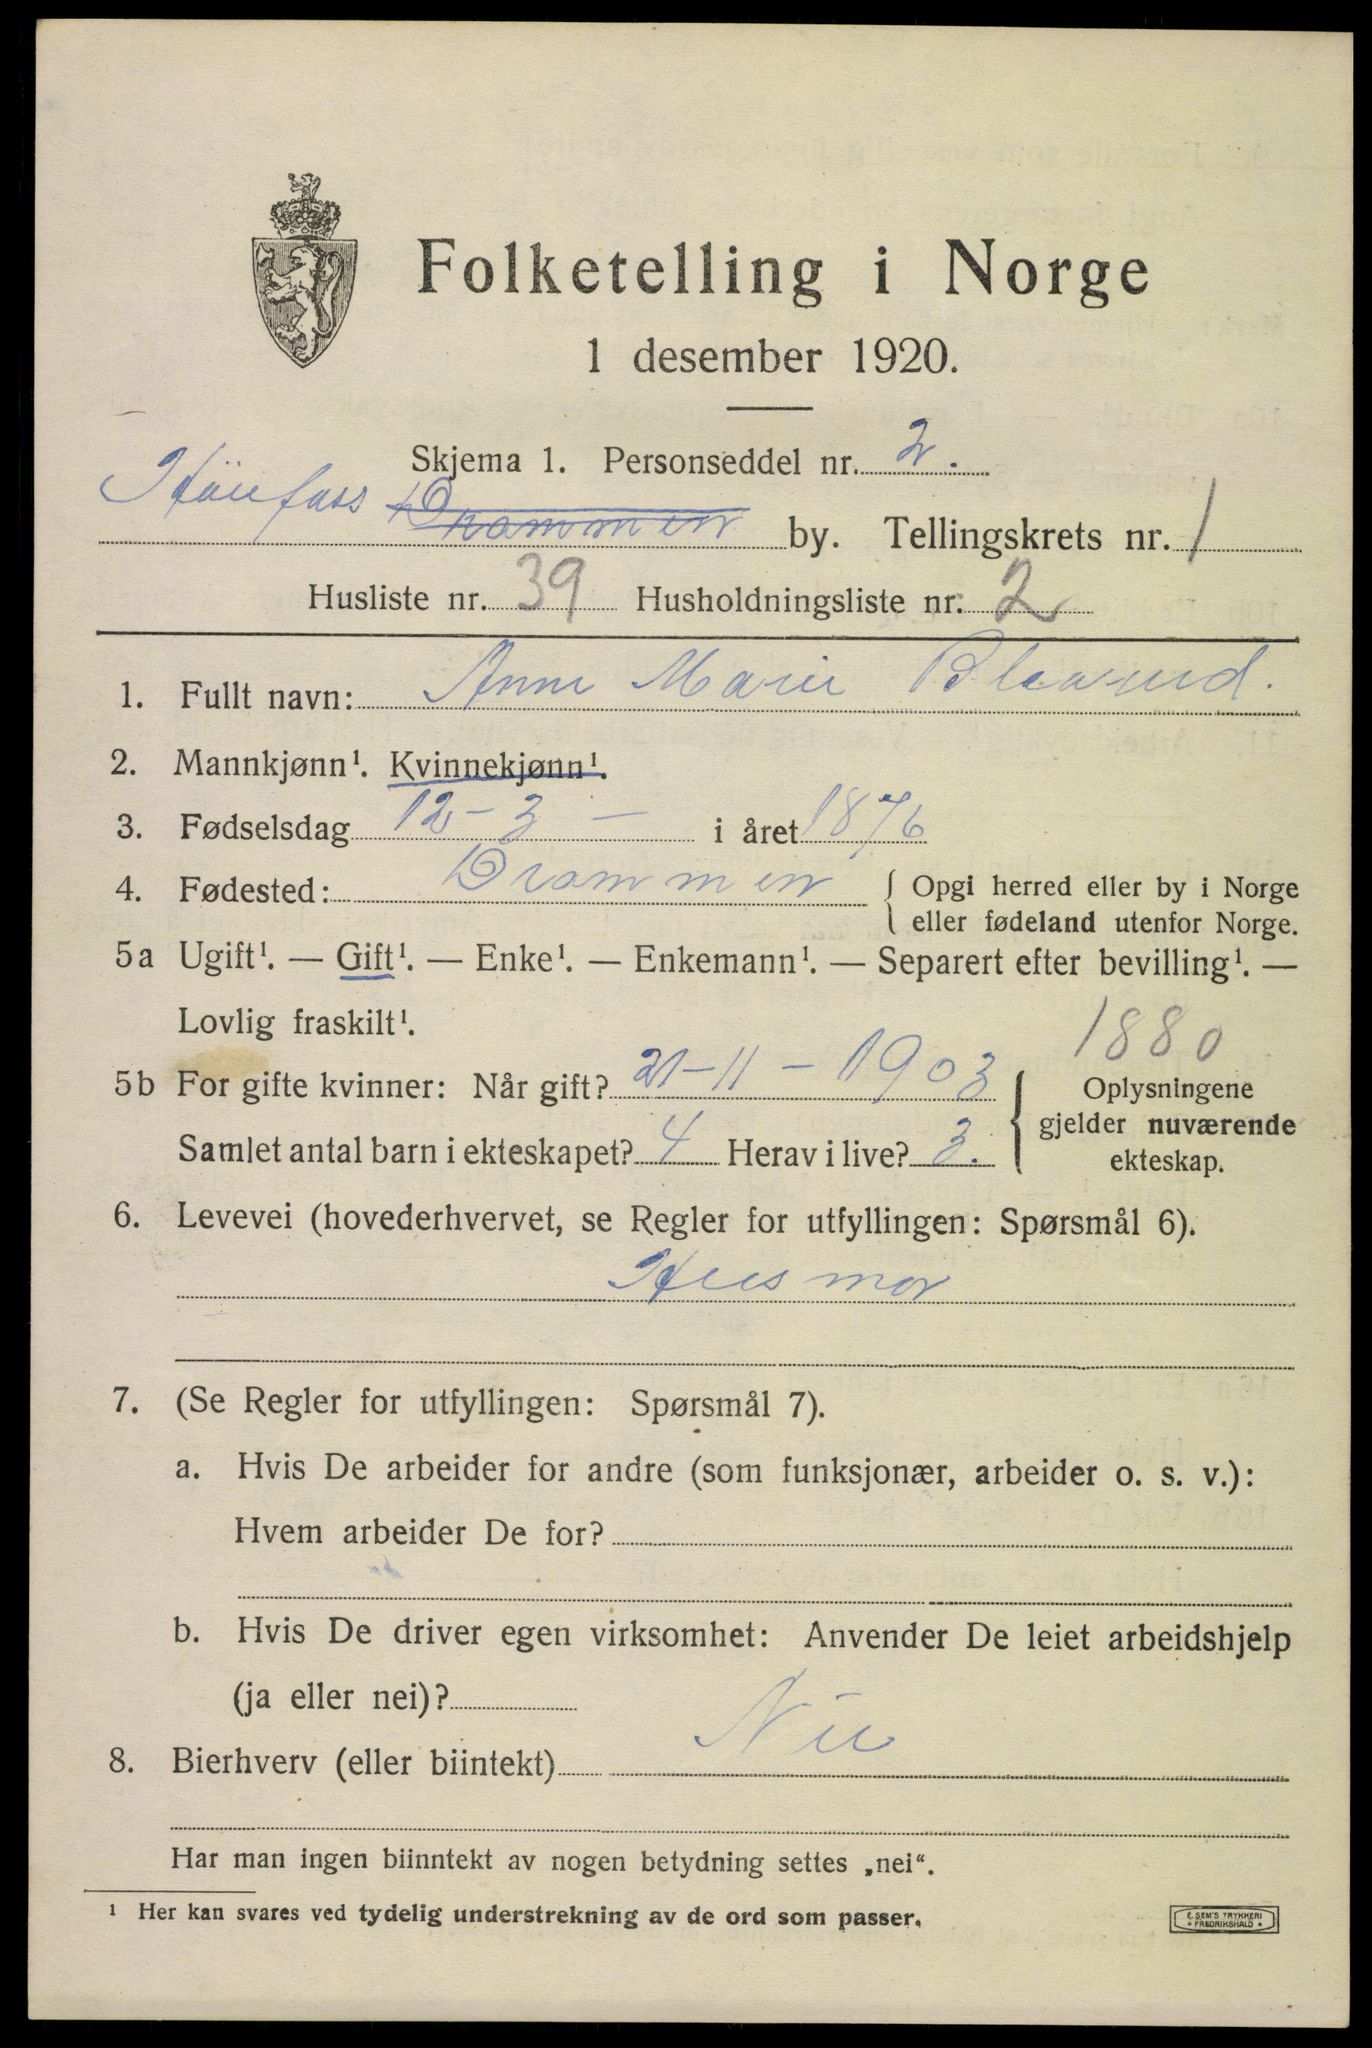 Folketelling i Norge
1 desember 1920.
Skjema 1. Personseddel nr. 2.
Hönefoss Drammen by. Tellingskrets nr. 1
Husliste nr. 39 Husholdningsliste nr. 2
1. Fullt navn: Anne Marie Blaarud.
2. Mannkjønn¹. Kvinnekjønn¹.
3. Fødselsdag 12-3- i året 1876
4. Fødested: Drammen { Opgi herred eller by i Norge
eller fødeland utenfor Norge.
5a Ugift¹. — Gift¹. — Enke¹. — Enkemann¹. — Separert efter bevilling¹. —
Lovlig fraskilt¹.
1880
5b For gifte kvinner: Når gift? 21-11-1903 { Oplysningene
gjelder nuværende
Samlet antal barn i ekteskapet? 4 Herav i live? 3.
ekteskap.
6. Levevei (hovederhvervet, se Regler for utfyllingen: Spørsmål 6).
Husmor
7. (Se Regler for utfyllingen: Spørsmål 7).
a. Hvis De arbeider for andre (som funksjonær, arbeider o. s. v.):
Hvem arbeider De for?
b. Hvis De driver egen virksomhet: Anvender De leiet arbeidshjelp
(ja eller nei)?
8. Bierhverv (eller biintekt) Nei
Har man ingen biinntekt av nogen betydning settes „nei“.
¹ Her kan svares ved tydelig understrekning av de ord som passer.
E. SEM'S TRYKKERI
FREDRIKSHALD